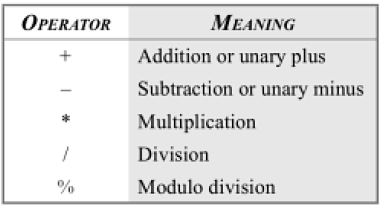 OPERATOR MEANING
+ Addition or unary plus
– Subtraction or unary minus
* Multiplication
/ Division
% Modulo division